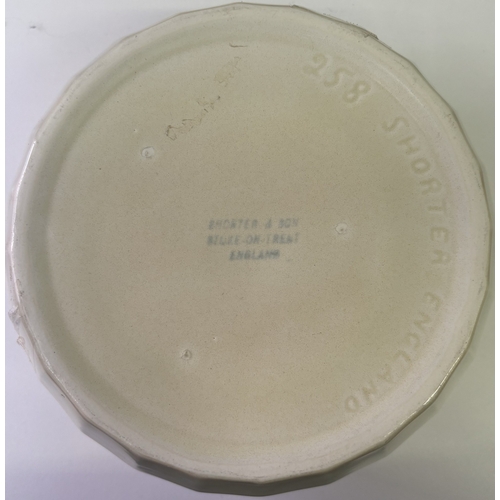 258 SHORTER ENGLAND
SHORTER & SON
STOKE-ON-TRENT
ENGLAND